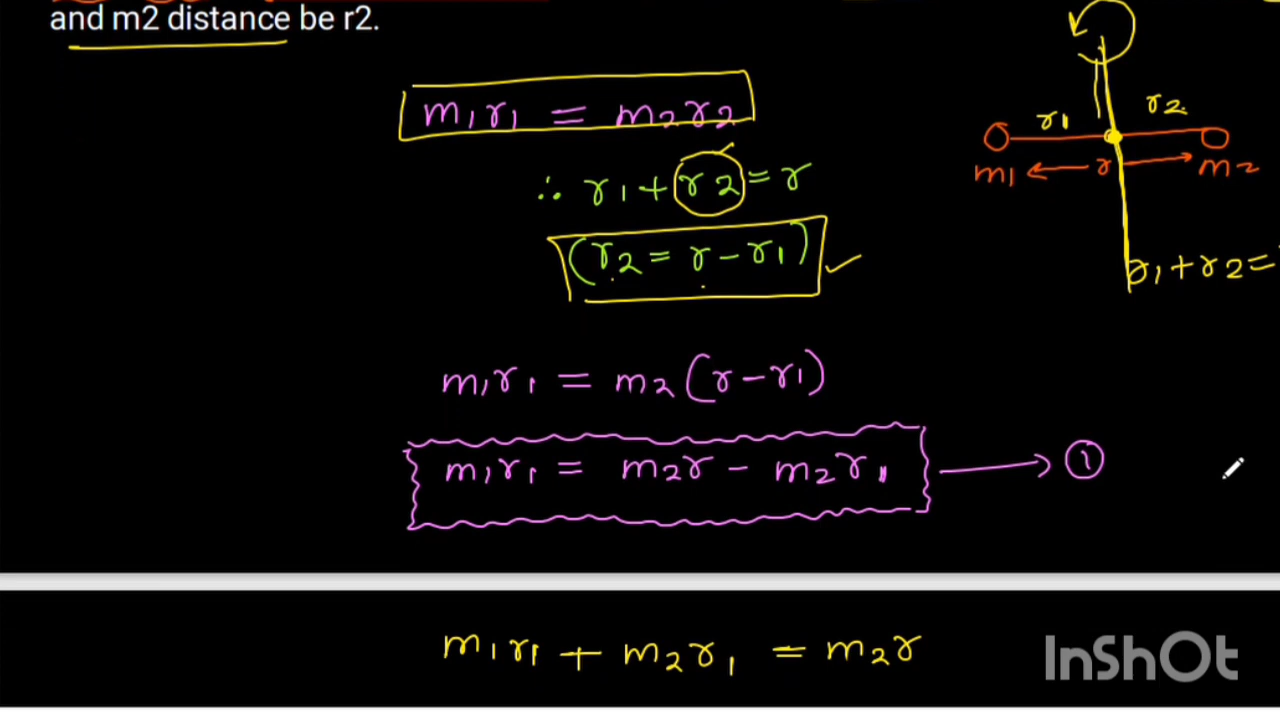 and m2 distance be r2.
m1r1 = m2r2
∴ r1 + r2 = r
(r2 = r - r1)
r1
r2
m1
r
m2
r1 + r2 =
m1r1 = m2(r - r1)
m1r1 = m2r - m2r1
1
m1r1 + m2r1 = m2r
InShOt